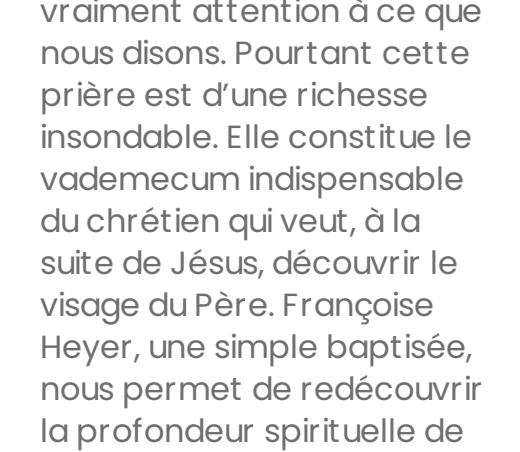 vraiment attention à ce que
nous disons. Pourtant cette
prière est d’une richesse
insondable. Elle constitue le
vademecum indispensable
du chrétien qui veut, à la
suite de Jésus, découvrir le
visage du Père. Françoise
Heyer, une simple baptisée,
nous permet de redécouvrir
la profondeur spirituelle de